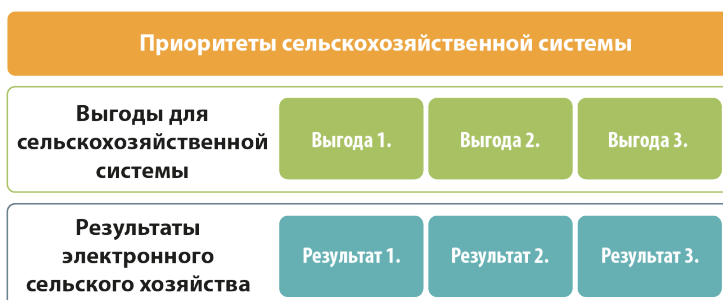 Приоритеты сельскохозяйственной системы
Выгоды для
сельскохозяйственной
системы
Выгода 1.
Выгода 2.
Выгода 3.
Результаты
электронного
сельского хозяйства
Результат 1.
Результат 2.
Результат 3.